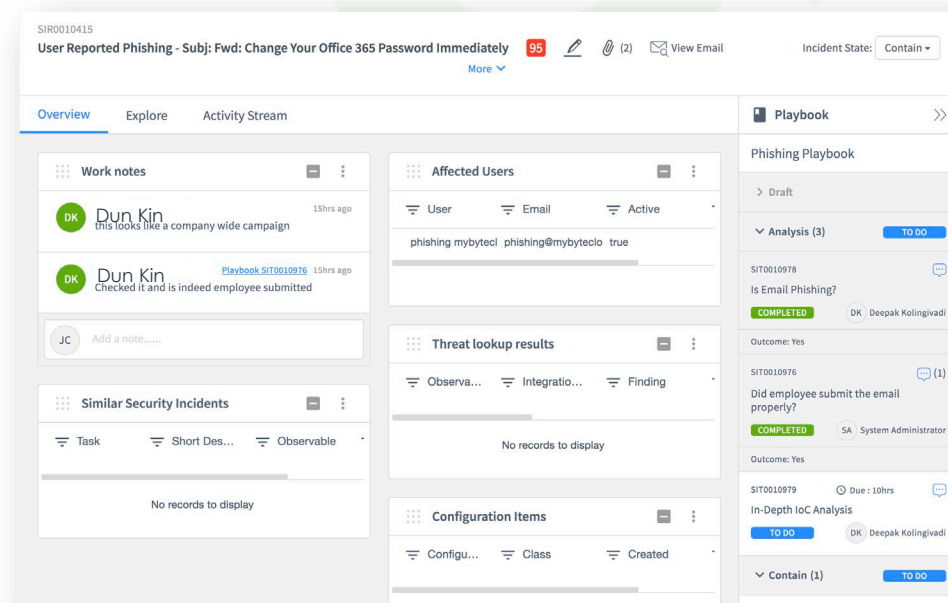 SIR0010415
User Reported Phishing - Subj: Fwd: Change Your Office 365 Password Immediately 95 (2) View Email Incident State: Contain
More
Overview Explore Activity Stream
Playbook
Phishing Playbook
Draft
Analysis (3) TO DO
SIT0010978
Is Email Phishing?
COMPLETED DK Deepak Kolingivadi
Outcome: Yes
SIT0010976 (1)
Did employee submit the email
properly?
COMPLETED SA System Administrator
Outcome: Yes
SIT0010979 Due : 10hrs
In-Depth IoC Analysis
TO DO DK Deepak Kolingivadi
Contain (1) TO DO
Work notes
DK Dun Kin 15hrs ago
this looks like a company wide campaign
DK Dun Kin Playbook SIT0010976 15hrs ago
Checked it and is indeed employee submitted
JC Add a note......
Similar Security Incidents
Task Short Des... Observable
No records to display
Affected Users
User Email Active
phishing mybytecl phishing@mybyteclo true
Threat lookup results
Observa... Integratio... Finding
No records to display
Configuration Items
Configu... Class Created